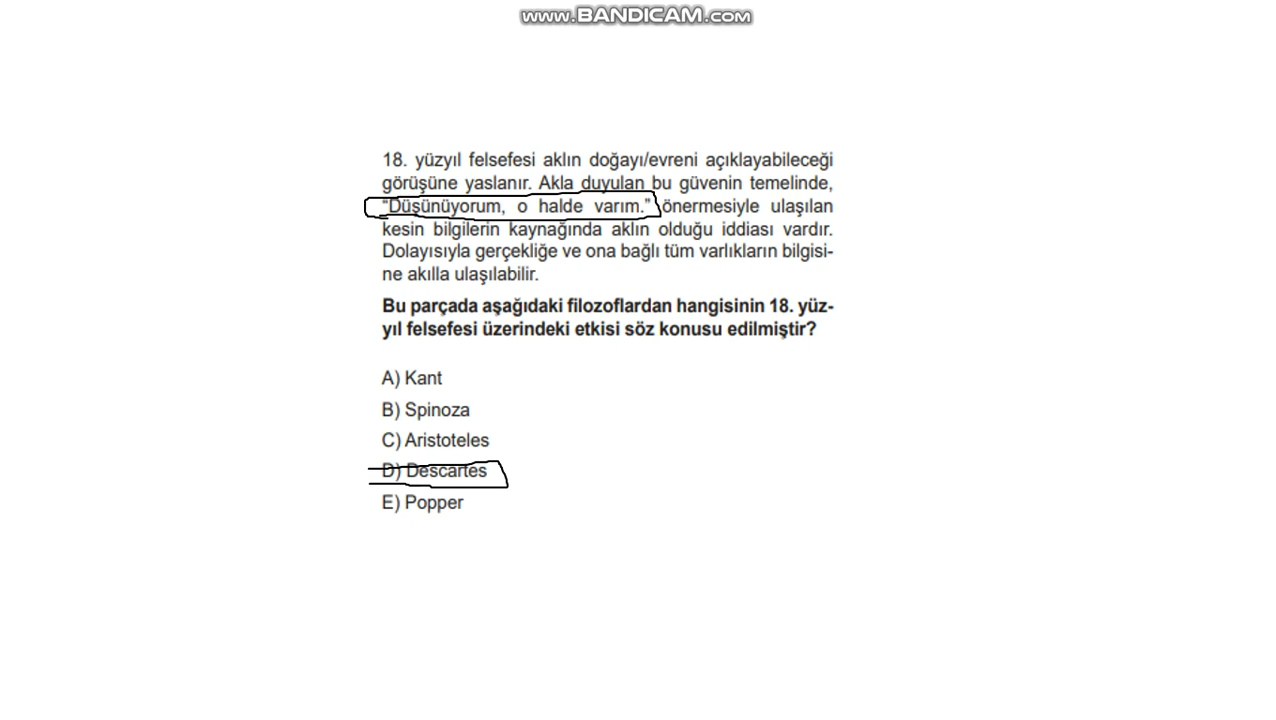 www.BANDICAM.com
18. yüzyıl felsefesi aklın doğayı/evreni açıklayabileceği
görüşüne yaslanır. Akla duyulan bu güvenin temelinde,
“Düşünüyorum, o halde varım.” önermesiyle ulaşılan
kesin bilgilerin kaynağında aklın olduğu iddiası vardır.
Dolayısıyla gerçekliğe ve ona bağlı tüm varlıkların bilgisi-
ne akılla ulaşılabilir.
Bu parçada aşağıdaki filozoflardan hangisinin 18. yüz-
yıl felsefesi üzerindeki etkisi söz konusu edilmiştir?
A) Kant
B) Spinoza
C) Aristoteles
D) Descartes
E) Popper